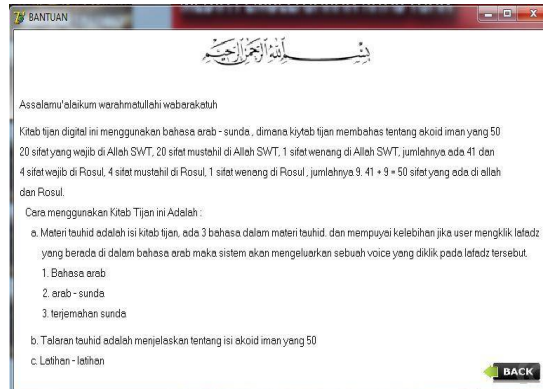 BANTUAN
بِسْمِ اللَّهِ الرَّحْمَنِ الرَّحِيمِ
Assalamu'alaikum warahmatullahi wabarakatuh
Kitab tijan digital ini menggunakan bahasa arab - sunda , dimana kiytab tijan membahas tentang akoid iman yang 50
20 sifat yang wajib di Allah SWT, 20 sifat mustahil di Allah SWT, 1 sifat wenang di Allah SWT, jumlahnya ada 41 dan
4 sifat wajib di Rosul, 4 sifat mustahil di Rosul, 1 sifat wenang di Rosul , jumlahnya 9. 41 + 9 = 50 sifat yang ada di allah
dan Rosul.
Cara menggunakan Kitab Tijan ini Adalah :
a. Materi tauhid adalah isi kitab tijan, ada 3 bahasa dalam materi tauhid. dan mempuyai kelebihan jika user mengklik lafadz
yang berada di dalam bahasa arab maka sistem akan mengeluarkan sebuah voice yang diklik pada lafadz tersebut.
1. Bahasa arab
2. arab - sunda
3. terjemahan sunda
b. Talaran tauhid adalah menjelaskan tentang isi akoid iman yang 50
c. Latihan - latihan
BACK